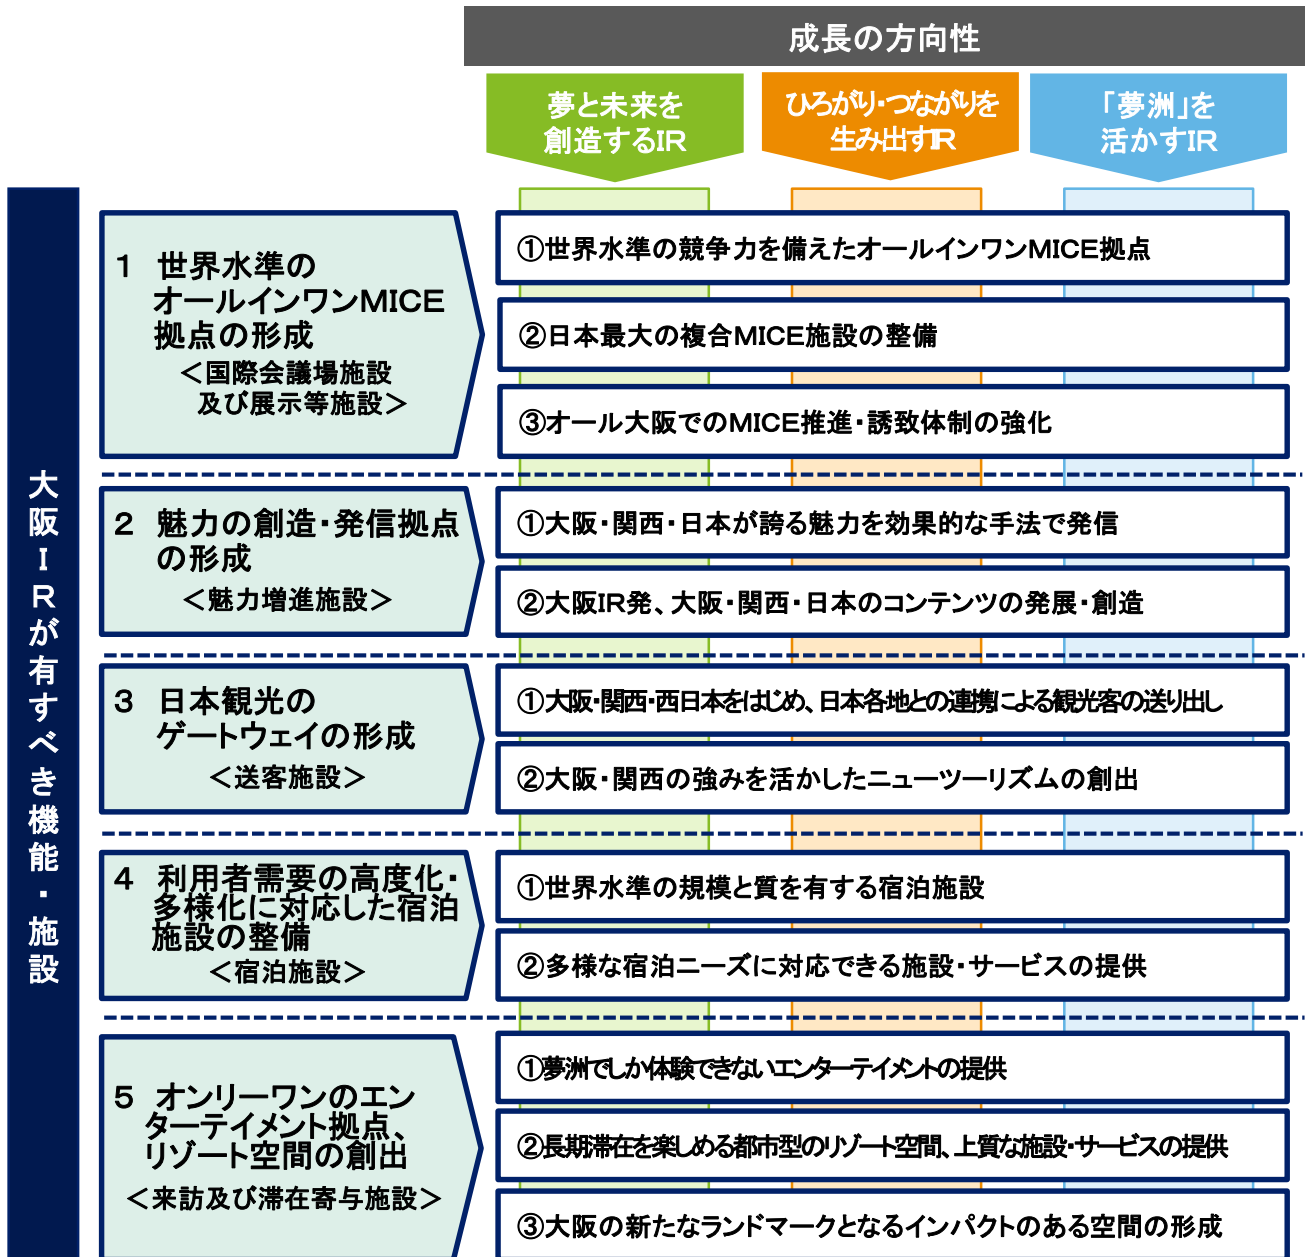 成長の方向性
夢と未来を
創造するIR
ひろがり・つながりを
生み出すIR
「夢洲」を
活かすIR
大阪IRが有すべき機能・施設
1 世界水準の
オールインワンMICE
拠点の形成
＜国際会議場施設
及び展示等施設＞
①世界水準の競争力を備えたオールインワンMICE拠点
②日本最大の複合MICE施設の整備
③オール大阪でのMICE推進・誘致体制の強化
2 魅力の創造・発信拠点
の形成
＜魅力増進施設＞
①大阪・関西・日本が誇る魅力を効果的な手法で発信
②大阪IR発、大阪・関西・日本のコンテンツの発展・創造
3 日本観光の
ゲートウェイの形成
＜送客施設＞
①大阪・関西・西日本をはじめ、日本各地との連携による観光客の送り出し
②大阪・関西の強みを活かしたニューツーリズムの創出
4 利用者需要の高度化・
多様化に対応した宿泊
施設の整備
＜宿泊施設＞
①世界水準の規模と質を有する宿泊施設
②多様な宿泊ニーズに対応できる施設・サービスの提供
5 オンリーワンのエン
ターテイメント拠点、
リゾート空間の創出
＜来訪及び滞在寄与施設＞
①夢洲でしか体験できないエンターテイメントの提供
②長期滞在を楽しめる都市型のリゾート空間、上質な施設・サービスの提供
③大阪の新たなランドマークとなるインパクトのある空間の形成